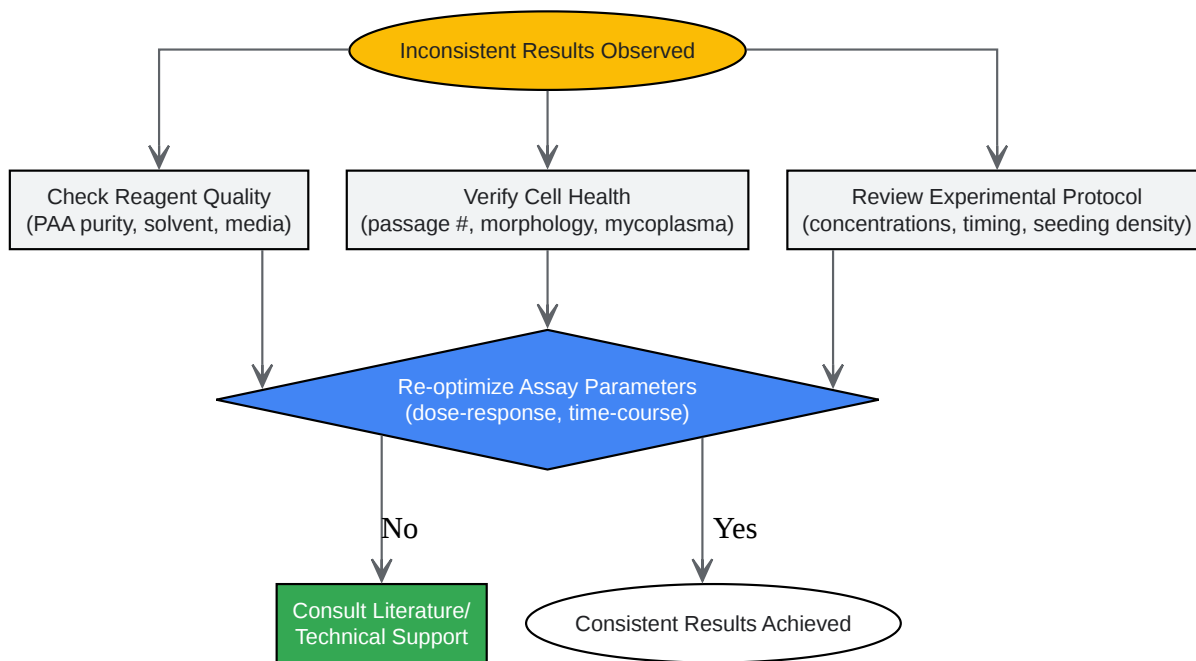 Inconsistent Results Observed
Check Reagent Quality
(PAA purity, solvent, media)
Verify Cell Health
(passage #, morphology, mycoplasma)
Review Experimental Protocol
(concentrations, timing, seeding density)
Re-optimize Assay Parameters
(dose-response, time-course)
No
Yes
Consult Literature/
Technical Support
Consistent Results Achieved